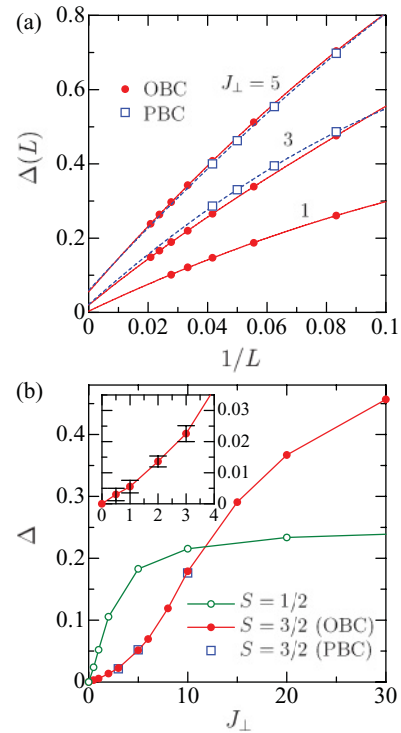 (a)
0.8
0.6
0.4
0.2
0
Δ(L)
OBC
PBC
J⊥ = 5
3
1
0 0.02 0.04 0.06 0.08 0.1
1/L
(b)
0.4
0.3
0.2
0.1
0
Δ
0.03
0.02
0.01
0
0 1 2 3 4
S = 1/2
S = 3/2 (OBC)
S = 3/2 (PBC)
0 10 20 30
J⊥